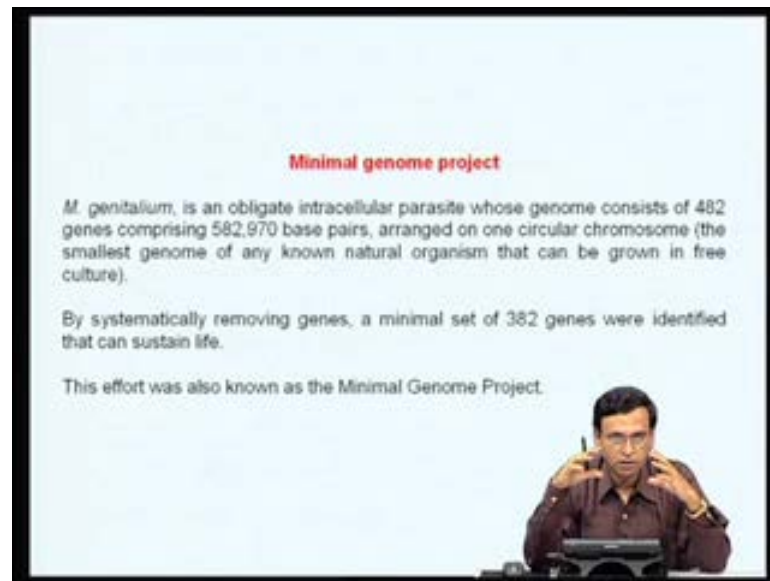 Minimal genome project
M. genitalium, is an obligate intracellular parasite whose genome consists of 482
genes comprising 582,970 base pairs, arranged on one circular chromosome (the
smallest genome of any known natural organism that can be grown in free
culture).
By systematically removing genes, a minimal set of 382 genes were identified
that can sustain life.
This effort was also known as the Minimal Genome Project.